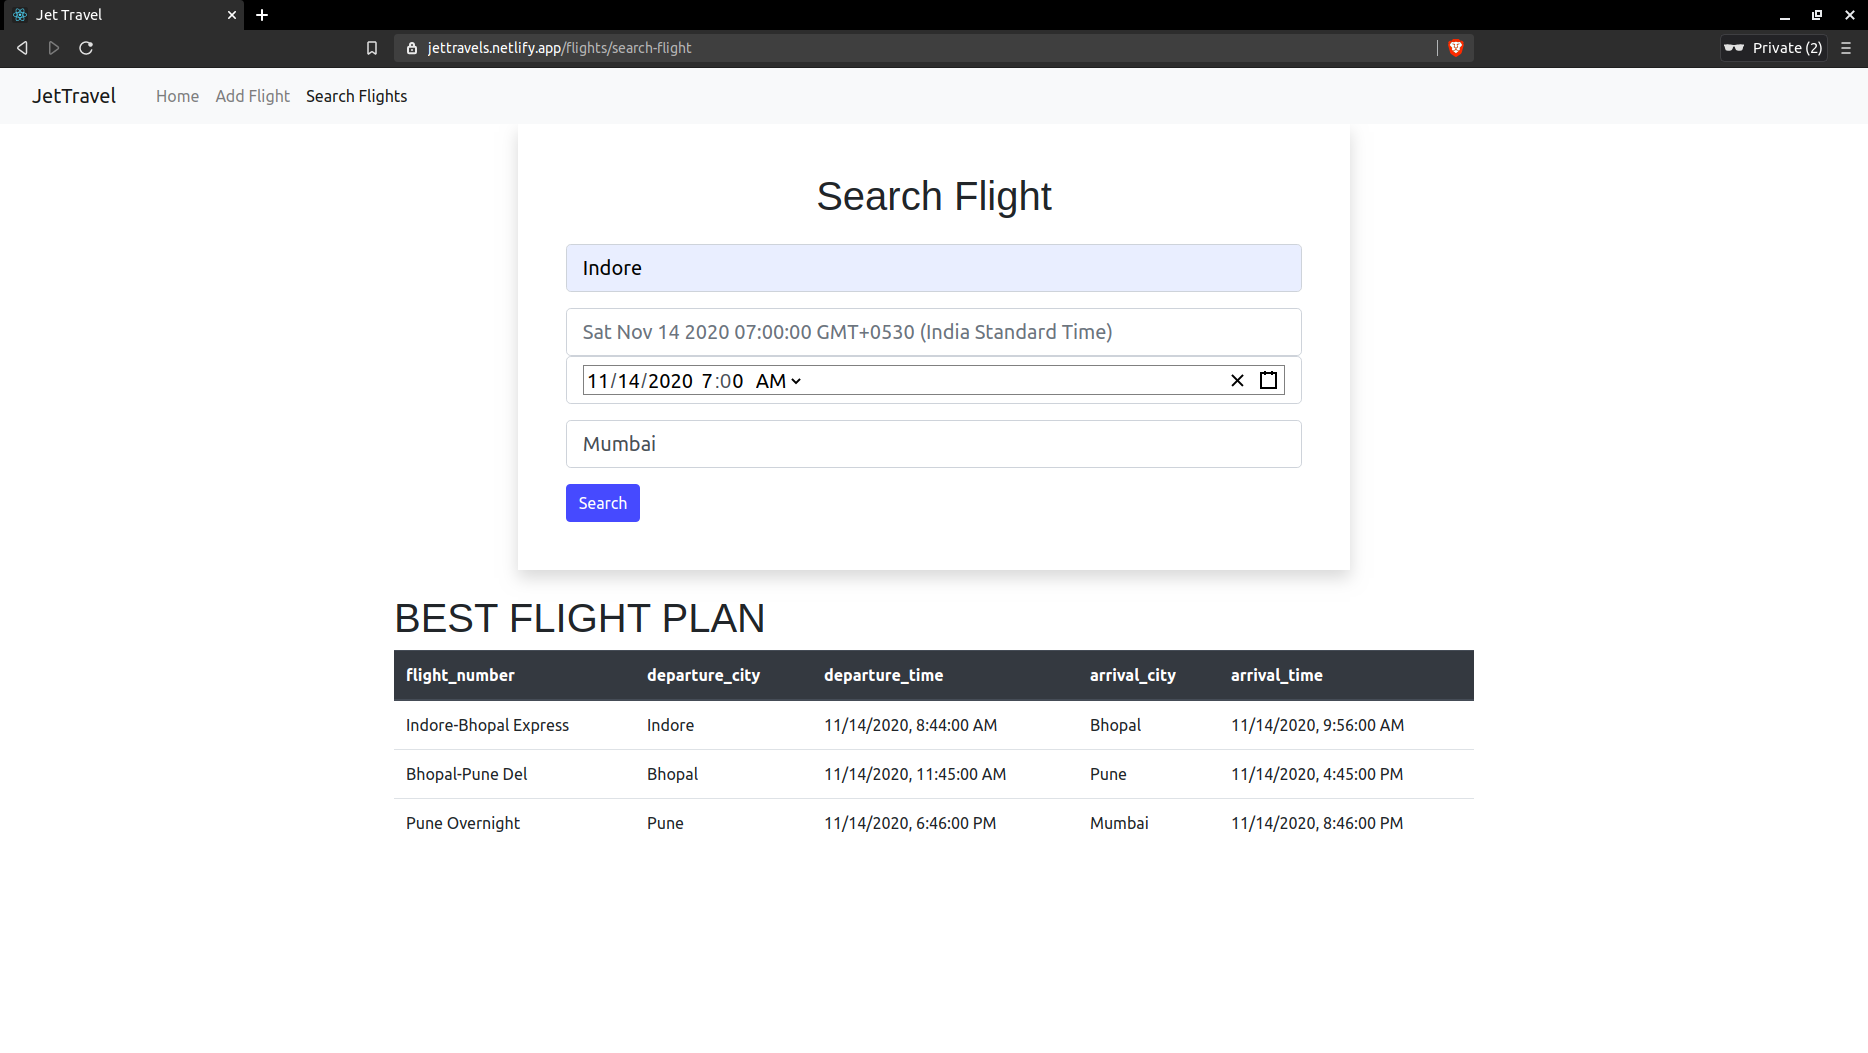 Jet Travel
jettravels.netlify.app/flights/search-flight
Private (2)
JetTravel Home Add Flight Search Flights
Search Flight
Indore
Sat Nov 14 2020 07:00:00 GMT+0530 (India Standard Time)
11/14/2020 7:00 AM
Mumbai
Search
BEST FLIGHT PLAN
flight_number departure_city departure_time arrival_city arrival_time
Indore-Bhopal Express Indore 11/14/2020, 8:44:00 AM Bhopal 11/14/2020, 9:56:00 AM
Bhopal-Pune Del Bhopal 11/14/2020, 11:45:00 AM Pune 11/14/2020, 4:45:00 PM
Pune Overnight Pune 11/14/2020, 6:46:00 PM Mumbai 11/14/2020, 8:46:00 PM